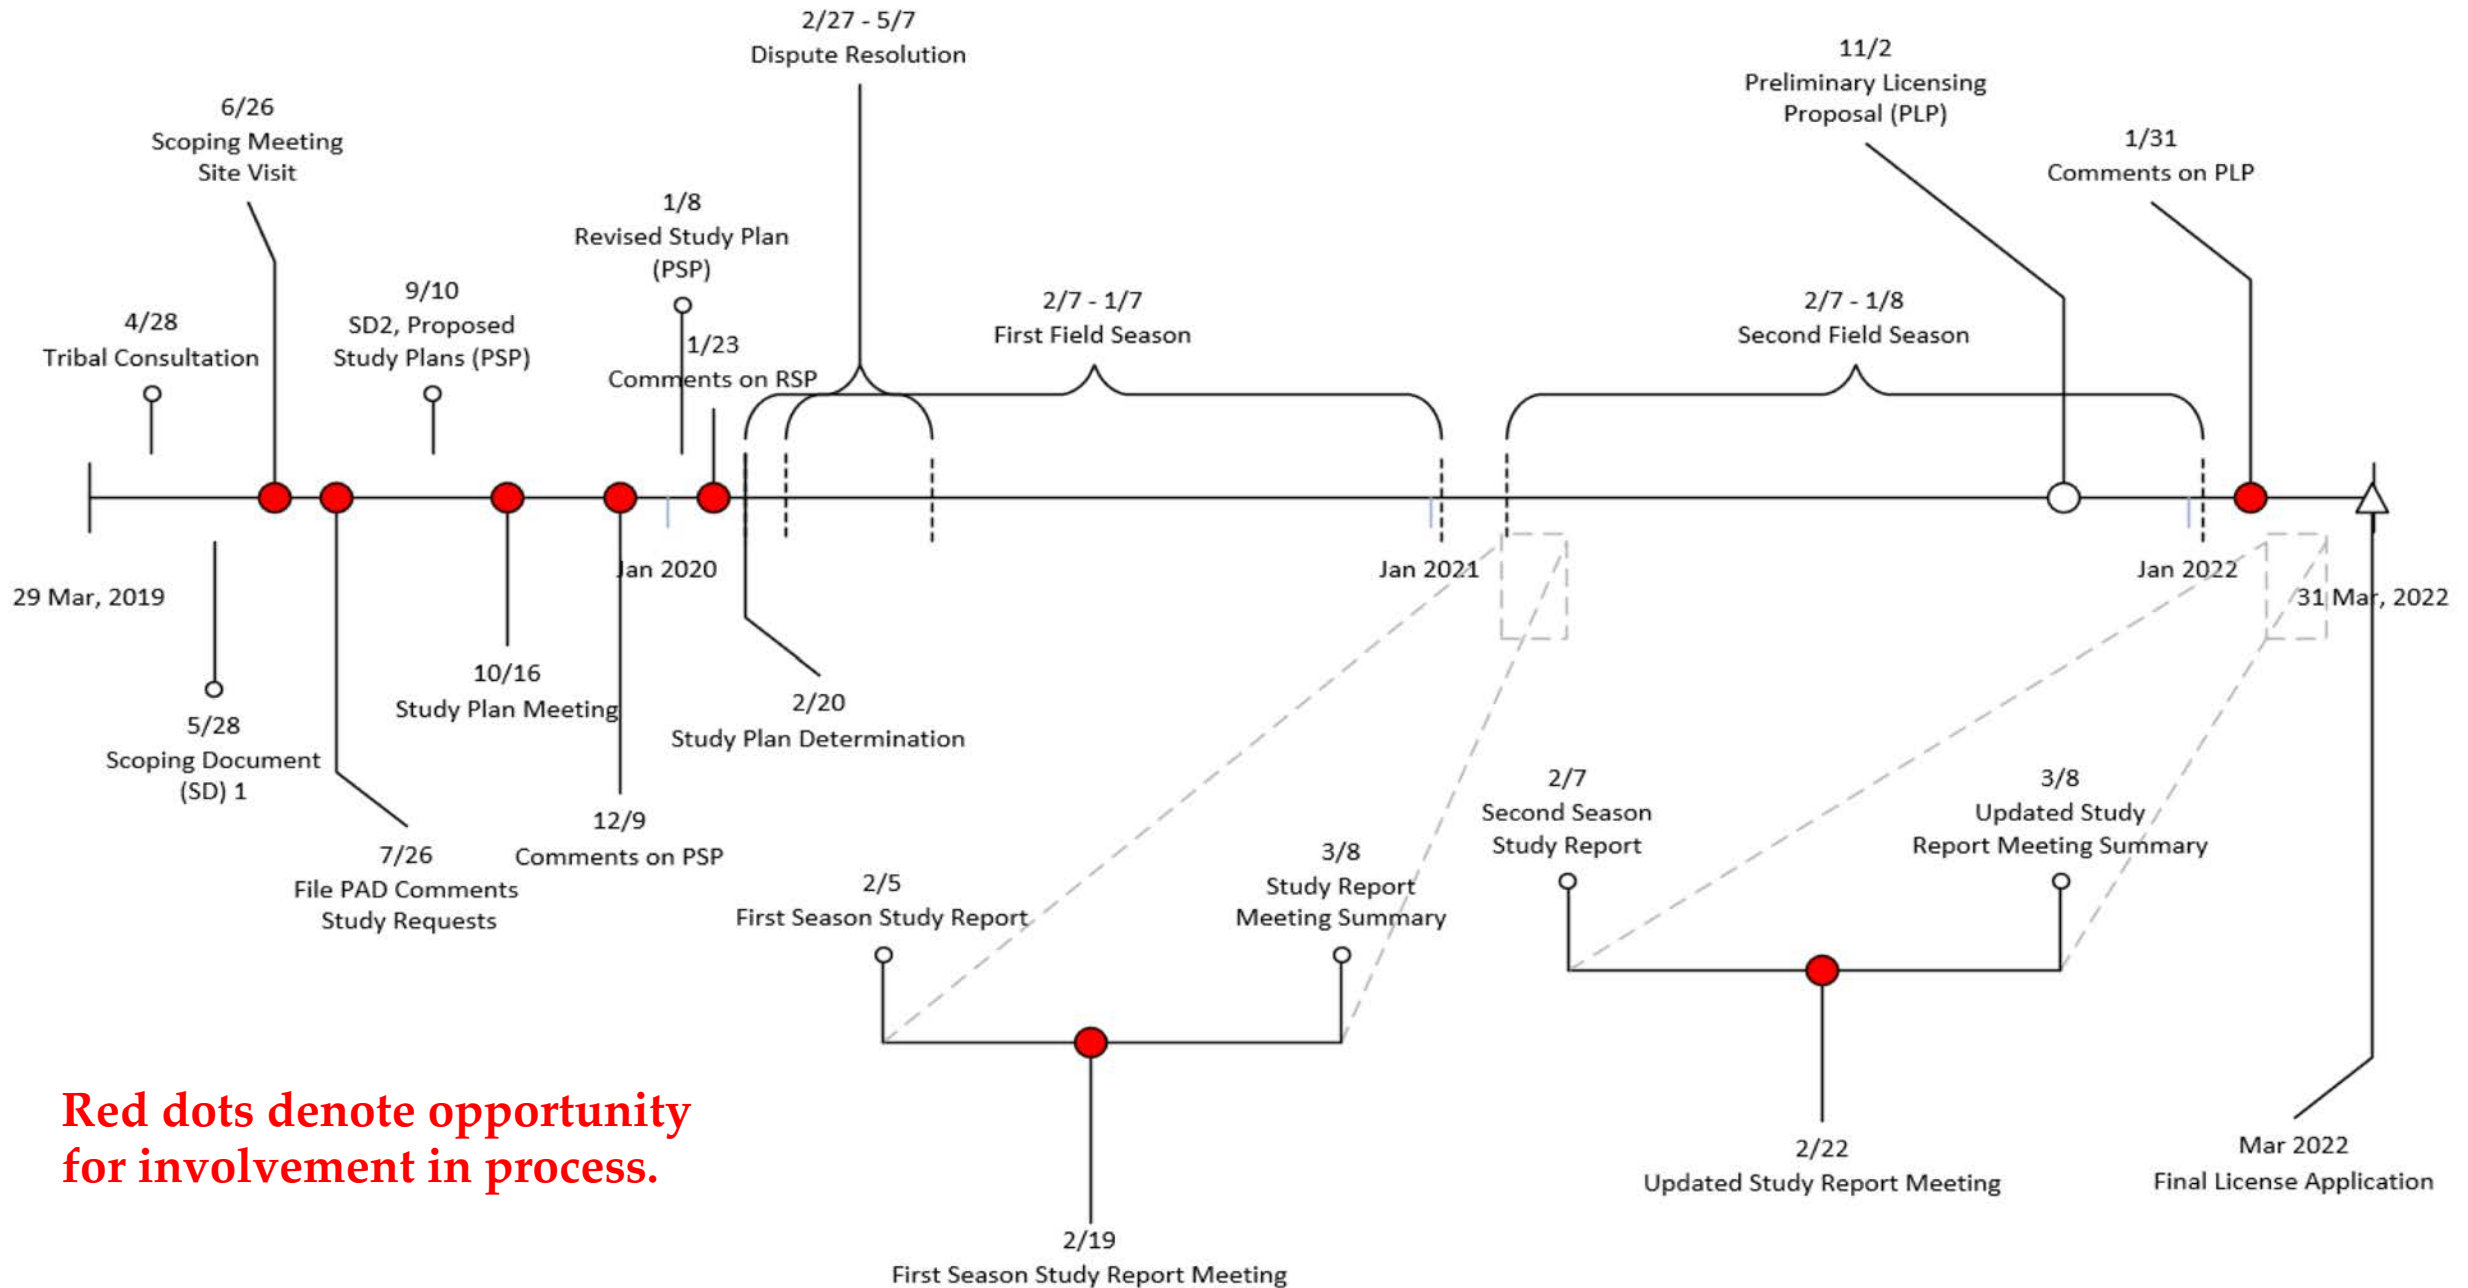 2/27 - 5/7
Dispute Resolution
11/2
Preliminary Licensing
Proposal (PLP)
6/26
Scoping Meeting
Site Visit
1/31
Comments on PLP
1/8
Revised Study Plan
(PSP)
9/10
SD2, Proposed
Study Plans (PSP)
4/28
Tribal Consultation
1/23
Comments on RSP
2/7 - 1/7
First Field Season
2/7 - 1/8
Second Field Season
Jan 2020
Jan 2021
Jan 2022
29 Mar, 2019
31 Mar, 2022
10/16
Study Plan Meeting
2/20
Study Plan Determination
5/28
Scoping Document
(SD) 1
12/9
Comments on PSP
7/26
File PAD Comments
Study Requests
2/5
First Season Study Report
3/8
Study Report
Meeting Summary
2/7
Second Season
Study Report
3/8
Updated Study
Report Meeting Summary
Red dots denote opportunity
for involvement in process.
2/19
First Season Study Report Meeting
2/22
Updated Study Report Meeting
Mar 2022
Final License Application